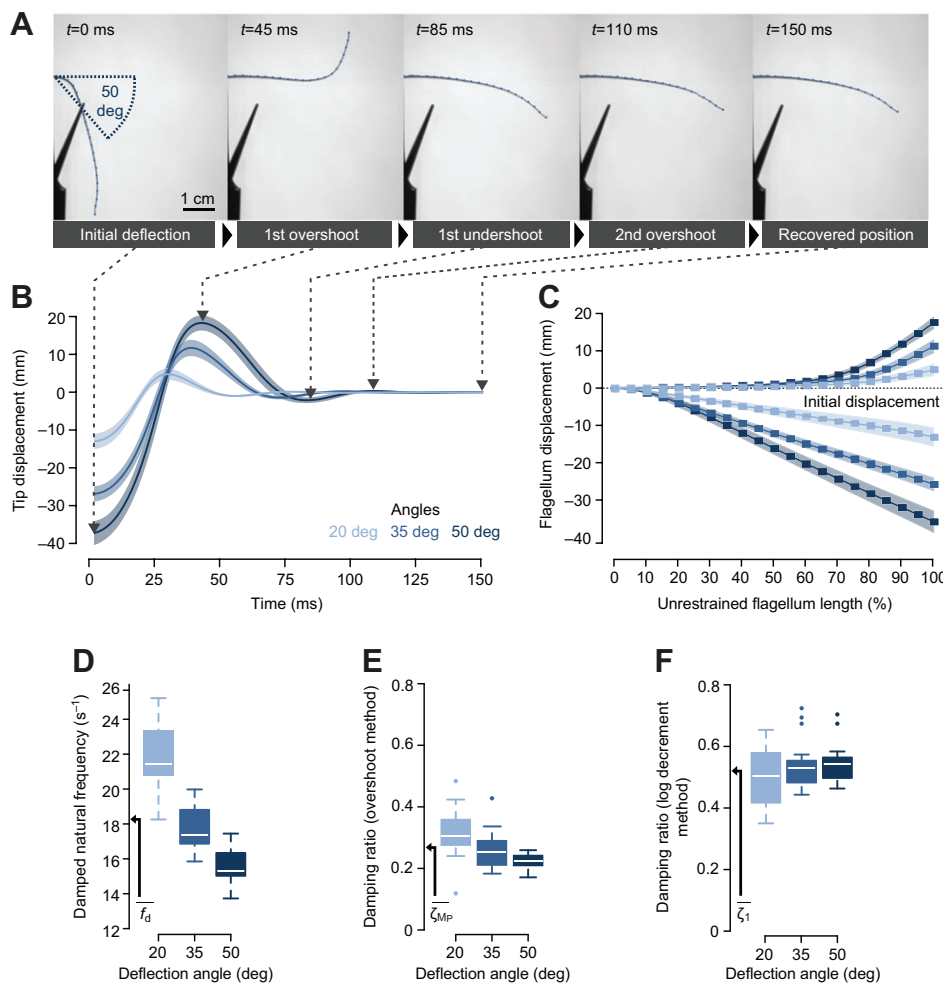 A
t=0 ms
t=45 ms
t=85 ms
t=110 ms
t=150 ms
50
deg
1 cm
Initial deflection
1st overshoot
1st undershoot
2nd overshoot
Recovered position
B
Tip displacement (mm)
20
10
0
–10
–20
–30
–40
Angles
20 deg 35 deg 50 deg
0 25 50 75 100 125 150
Time (ms)
C
Flagellum displacement (mm)
20
10
0
–10
–20
–30
–40
Initial displacement
0 10 20 30 40 50 60 70 80 90 100
Unrestrained flagellum length (%)
D
Damped natural frequency (s⁻¹)
26
24
22
20
18
16
14
12
fd
20 35 50
Deflection angle (deg)
E
Damping ratio (overshoot method)
0.8
0.6
0.4
0.2
0
ζMP
20 35 50
Deflection angle (deg)
F
Damping ratio (log decrement
method)
0.8
0.6
0.4
0.2
0
ζ1
20 35 50
Deflection angle (deg)